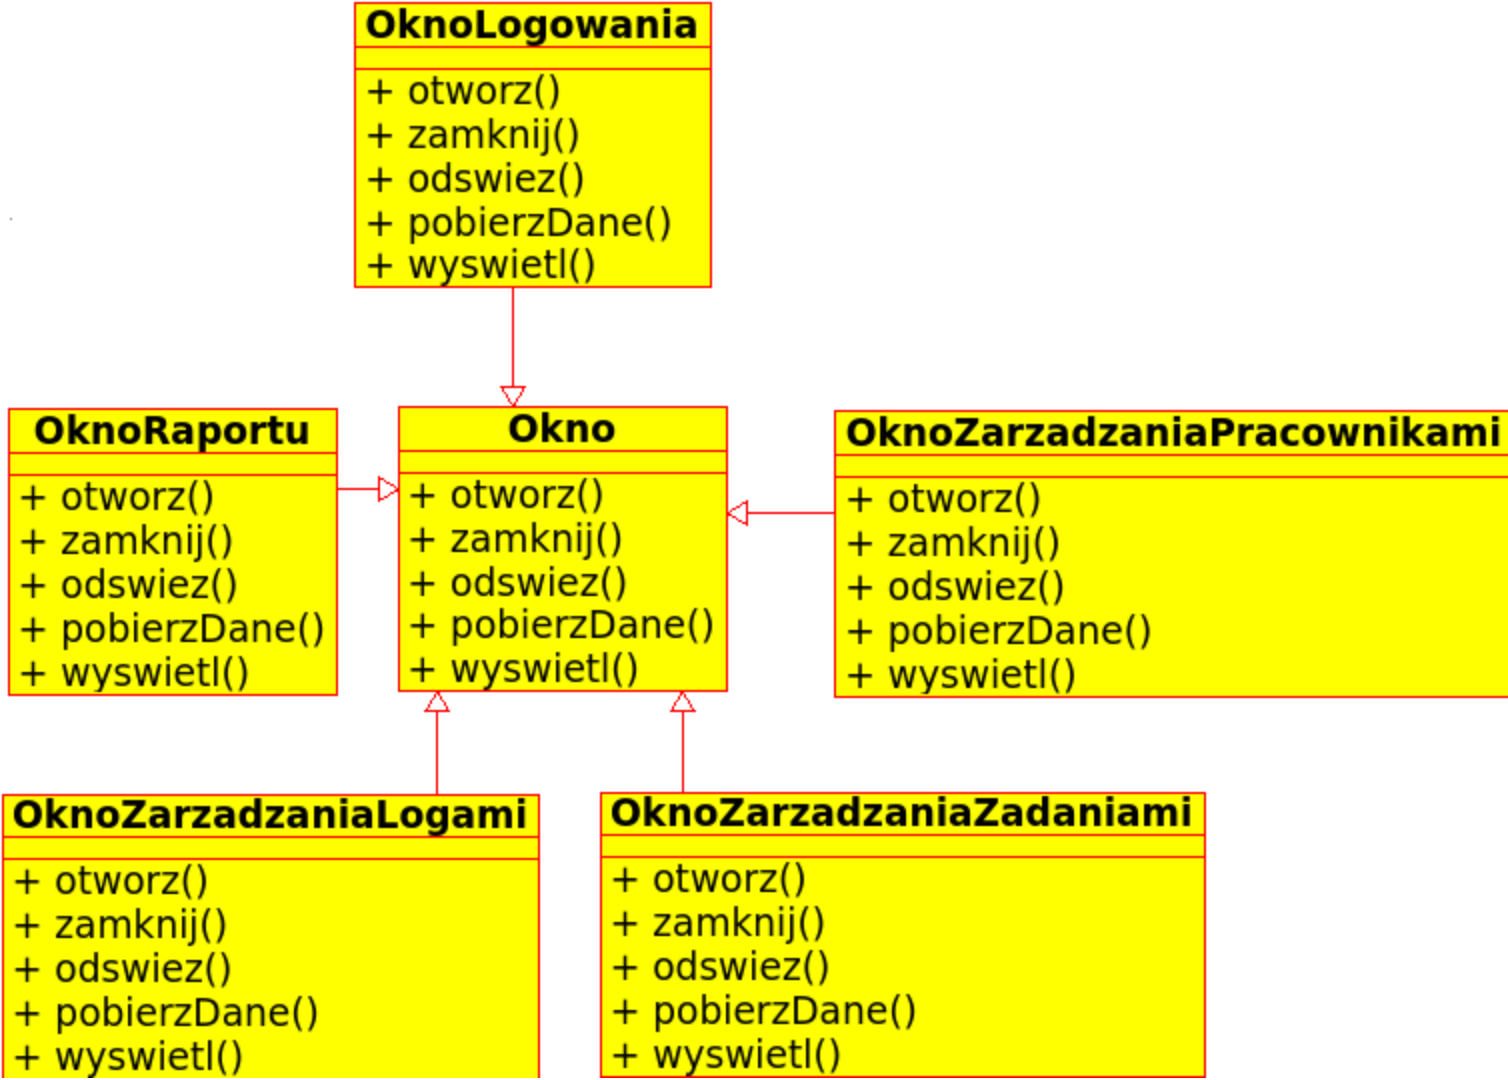 OknoLogowania
+ otworz()
+ zamknij()
+ odswiez()
+ pobierzDane()
+ wyswietl()
OknoRaportu
+ otworz()
+ zamknij()
+ odswiez()
+ pobierzDane()
+ wyswietl()
Okno
+ otworz()
+ zamknij()
+ odswiez()
+ pobierzDane()
+ wyswietl()
OknoZarzadzaniaPracownikami
+ otworz()
+ zamknij()
+ odswiez()
+ pobierzDane()
+ wyswietl()
OknoZarzadzaniaLogami
+ otworz()
+ zamknij()
+ odswiez()
+ pobierzDane()
+ wyswietl()
OknoZarzadzaniaZadaniami
+ otworz()
+ zamknij()
+ odswiez()
+ pobierzDane()
+ wyswietl()